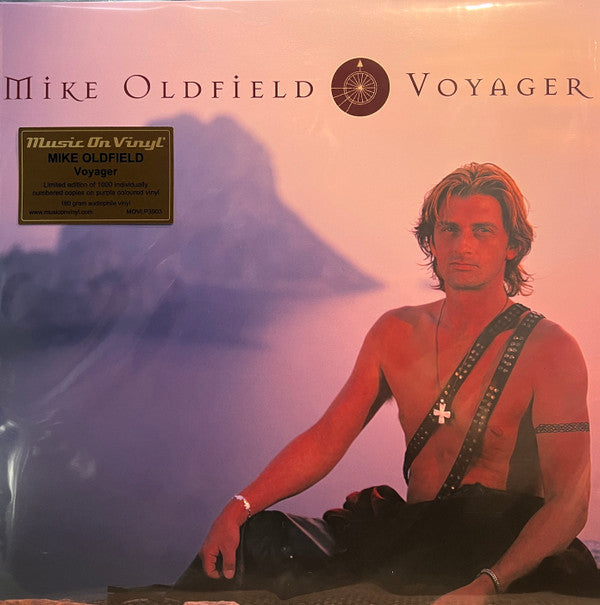 MIKE OLDFIELD VOYAGER
Music On Vinyl
MIKE OLDFIELD
Voyager
Limited edition of 1000 individually
numbered copies on purple coloured vinyl
180 gram audiophile vinyl
www.musiconvinyl.com MOVLP3903